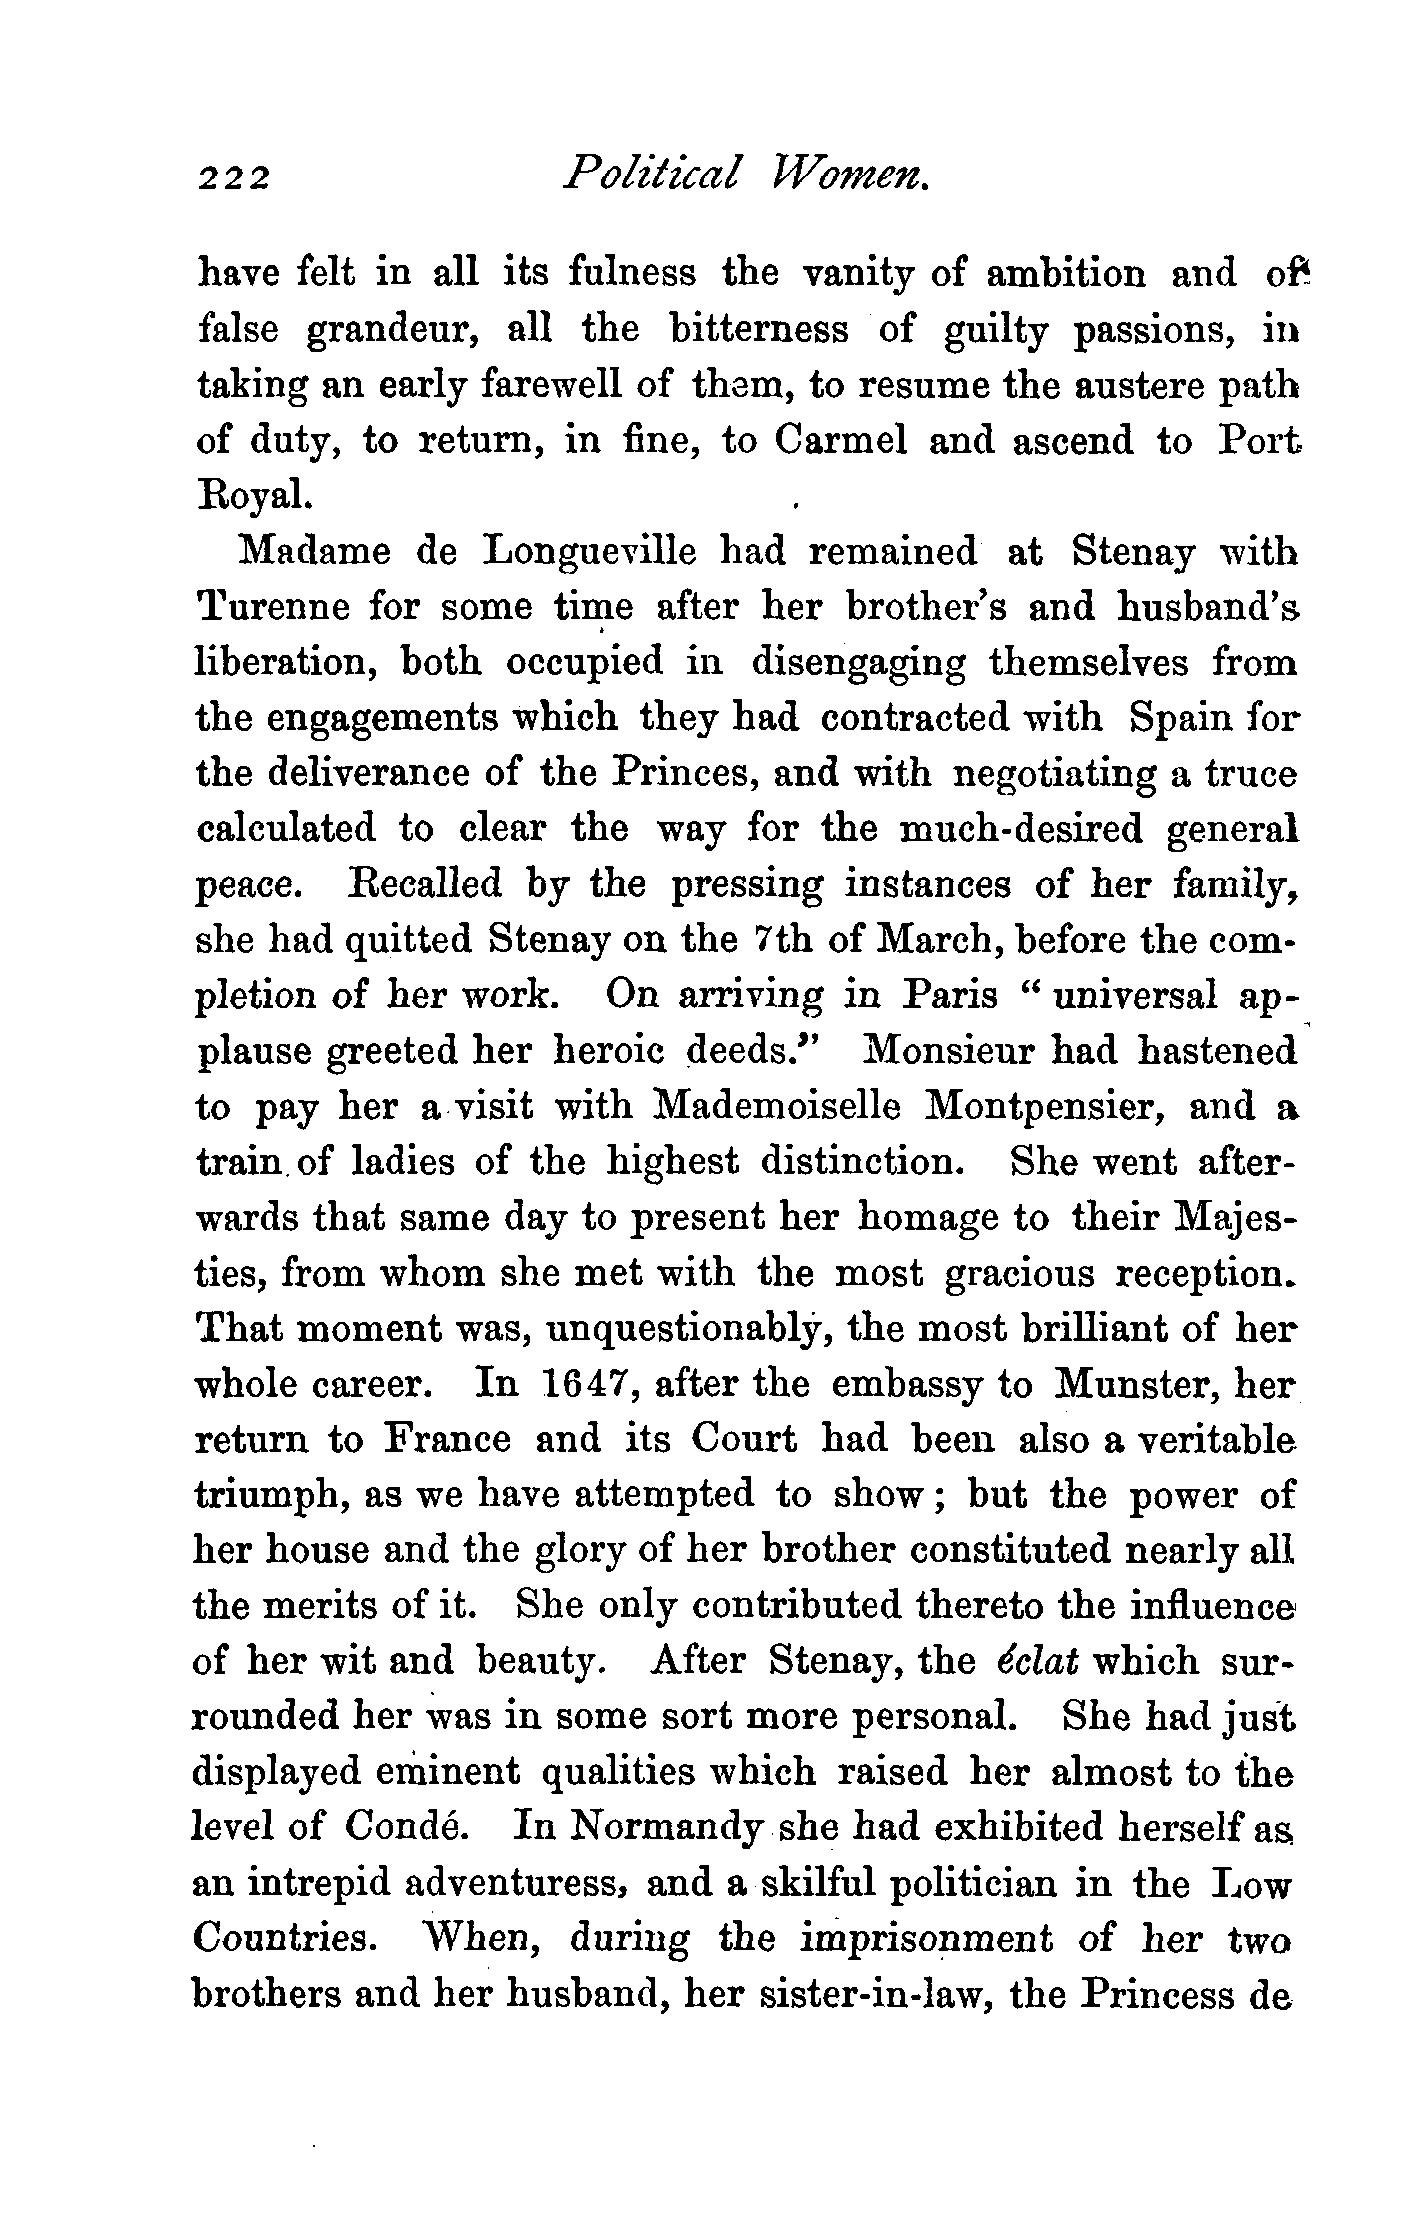 222 Political Women.
have felt in all its fulness the vanity of ambition and of
false grandeur, all the bitterness of guilty passions, in
taking an early farewell of them, to resume the austere path
of duty, to return, in fine, to Carmel and ascend to Port
Royal.
Madame de Longueville had remained at Stenay with
Turenne for some time after her brother's and husband's
liberation, both occupied in disengaging themselves from
the engagements which they had contracted with Spain for
the deliverance of the Princes, and with negotiating a truce
calculated to clear the way for the much-desired general
peace. Recalled by the pressing instances of her family,
she had quitted Stenay on the 7th of March, before the com-
pletion of her work. On arriving in Paris “ universal ap-
plause greeted her heroic deeds.” Monsieur had hastened
to pay her a visit with Mademoiselle Montpensier, and a
train of ladies of the highest distinction. She went after-
wards that same day to present her homage to their Majes-
ties, from whom she met with the most gracious reception.
That moment was, unquestionably, the most brilliant of her
whole career. In 1647, after the embassy to Munster, her
return to France and its Court had been also a veritable
triumph, as we have attempted to show; but the power of
her house and the glory of her brother constituted nearly all
the merits of it. She only contributed thereto the influence
of her wit and beauty. After Stenay, the éclat which sur-
rounded her was in some sort more personal. She had just
displayed eminent qualities which raised her almost to the
level of Condé. In Normandy she had exhibited herself as
an intrepid adventuress, and a skilful politician in the Low
Countries. When, during the imprisonment of her two
brothers and her husband, her sister-in-law, the Princess de